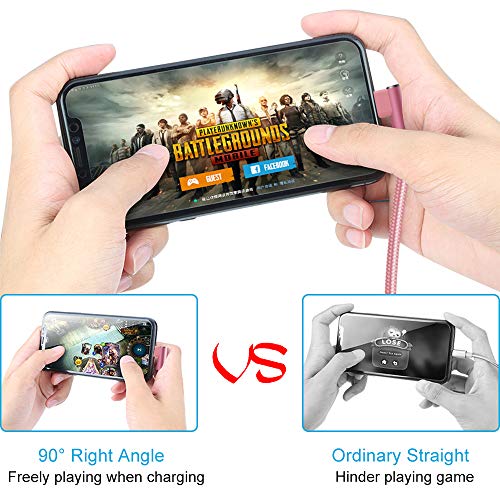 PLAYERUNKNOWN'S
BATTLEGROUNDS
MOBILE
GUEST
FACEBOOK
LOSE
VS
90° Right Angle
Ordinary Straight
Freely playing when charging
Hinder playing game